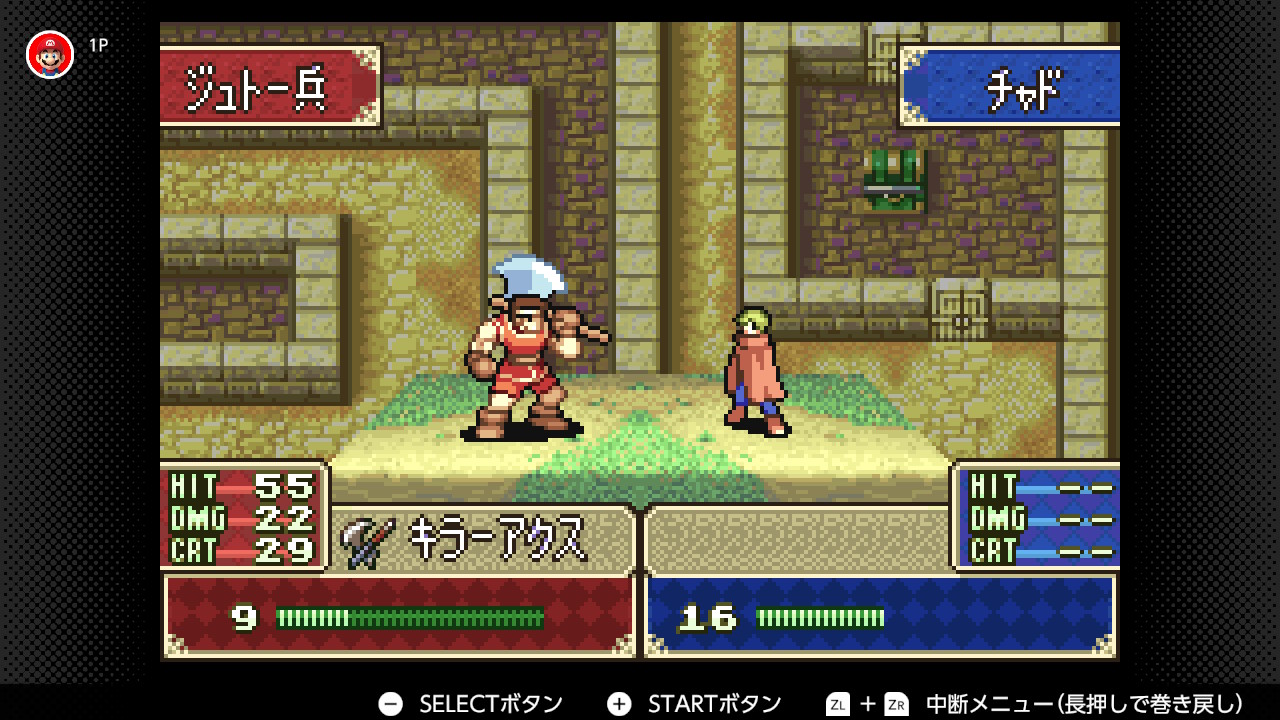 1P
ジュトー兵
チャド
HIT 55
DMG 22
CRT 29
キラーアクス
HIT --
DMG --
CRT --
9
16
SELECTボタン
STARTボタン
ZL + ZR 中断メニュー(長押しで巻き戻し)